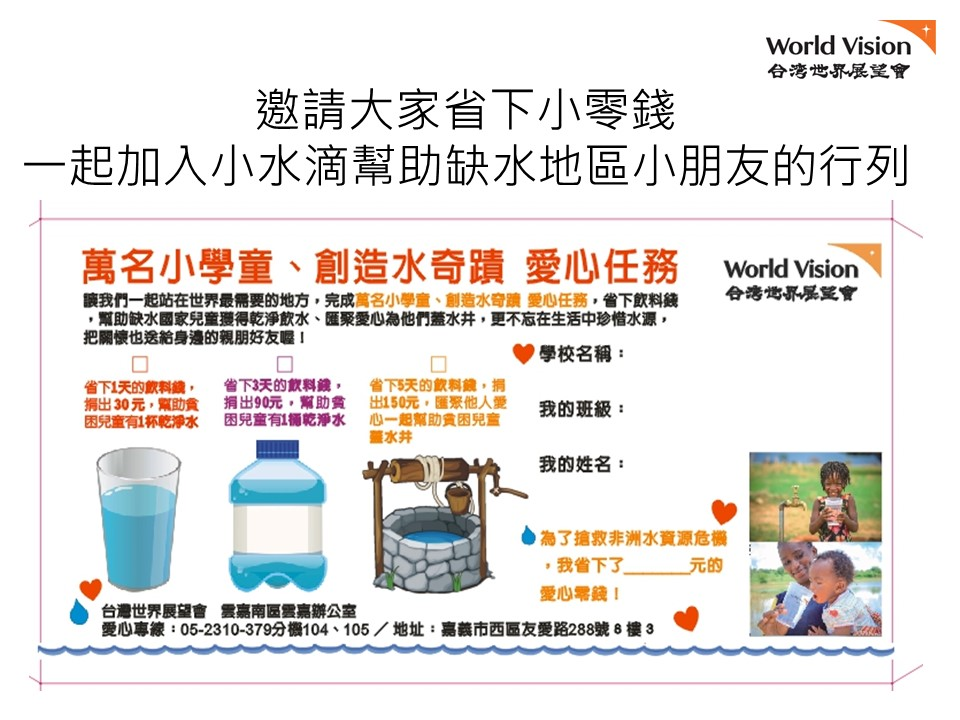 World Vision
台灣世界展望會
邀請大家省下小零錢
一起加入小水滴幫助缺水地區小朋友的行列
萬名小學童、創造水奇蹟 愛心任務
World Vision
台灣世界展望會
讓我們一起站在世界最需要的地方，完成萬名小學童、創造水奇蹟 愛心任務，省下飲料錢
，幫助缺水國家兒童獲得乾淨飲水、匯聚愛心為他們蓋水井，更不忘在生活中珍惜水源，
把關懷也送給身邊的親朋好友喔！
省下1天的飲料錢，
捐出 30 元，幫助貧
困兒童有1杯乾淨水
省下3天的飲料錢，
捐出90元，幫助貧
困兒童有1桶乾淨水
省下5天的飲料錢，捐
出150元，匯聚他人愛
心一起幫助貧困兒童
蓋水井
學校名稱：
我的班級：
我的姓名：
為了搶救非洲水資源危機
，我省下了________元的
愛心零錢！
台灣世界展望會 雲嘉南區雲嘉辦公室
愛心專線：05-2310-379分機104、105 ／ 地址：嘉義市西區友愛路288號 8 樓 3